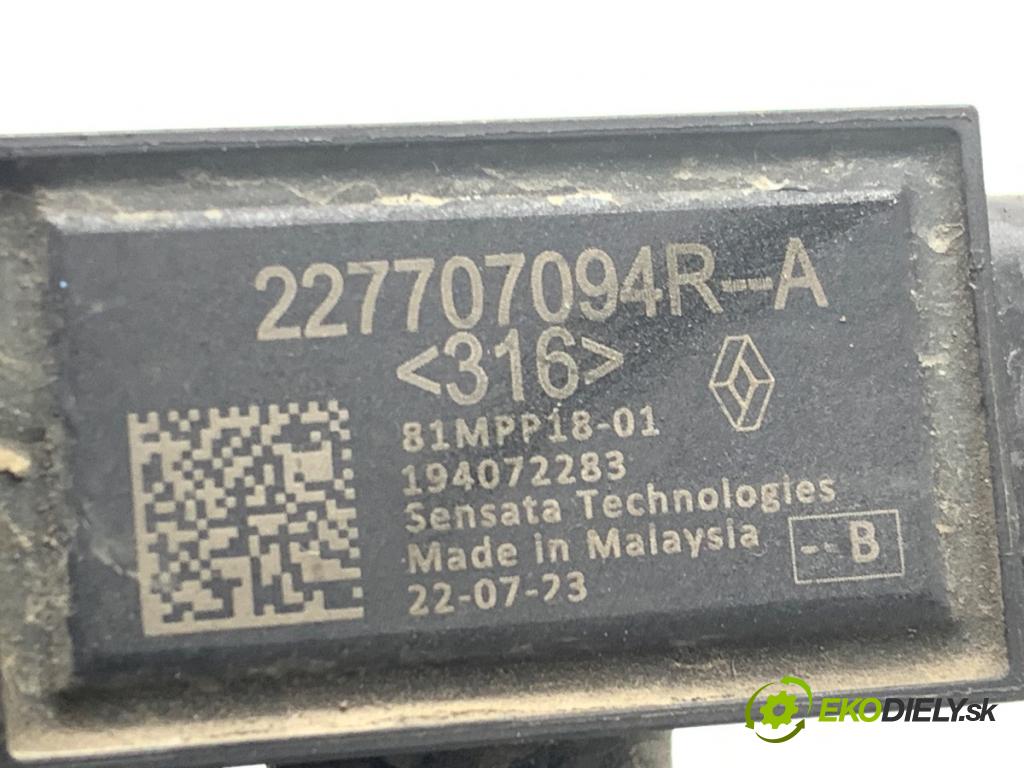 227707094R--A
<316>
81MPP18-01
194072283
Sensata Technologies
Made in Malaysia
-- B
22-07-23
EKODIELY.sk